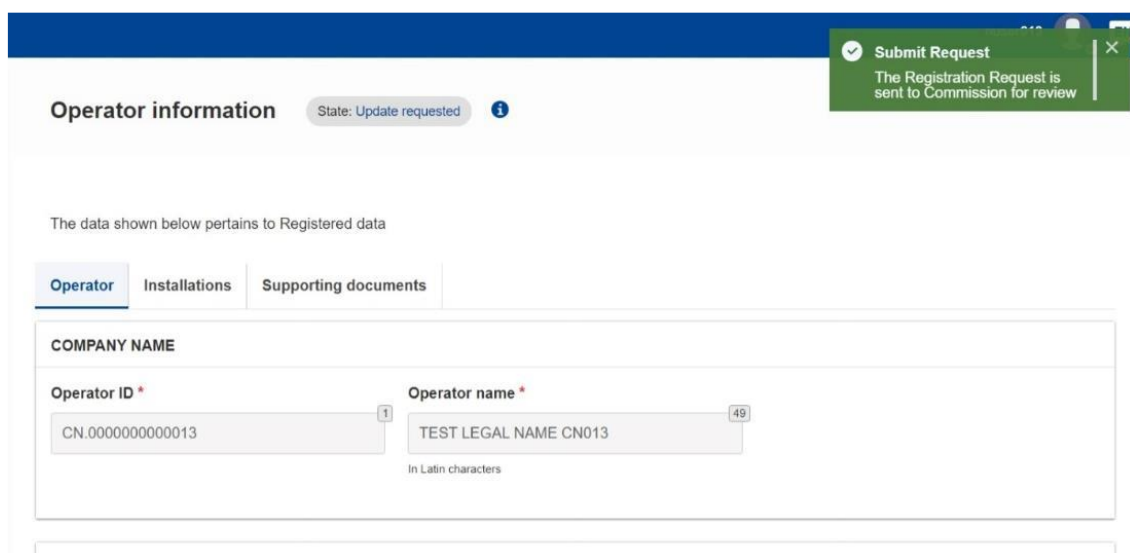 Submit Request
The Registration Request is
sent to Commission for review
Operator information
State: Update requested
The data shown below pertains to Registered data
Operator Installations Supporting documents
COMPANY NAME
Operator ID * Operator name *
1 49
CN.0000000000013 TEST LEGAL NAME CN013
In Latin characters